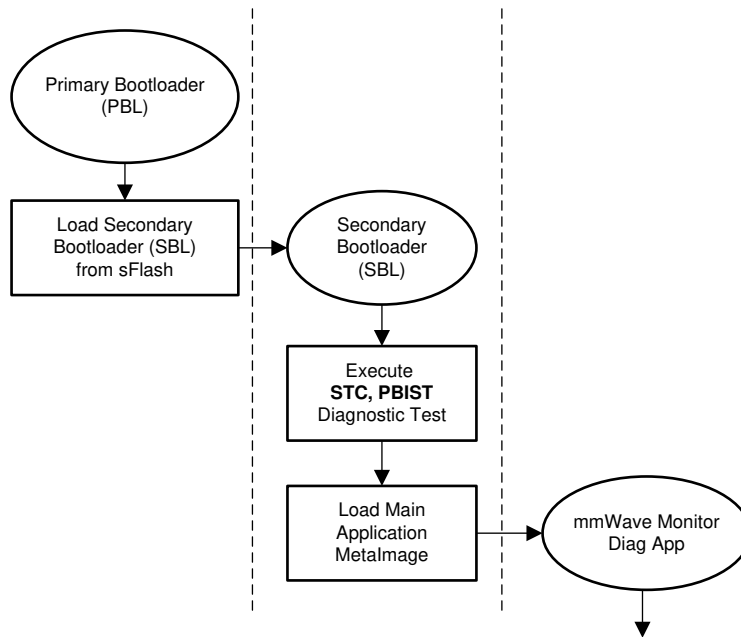 Primary Bootloader
(PBL)
Load Secondary
Bootloader (SBL)
from sFlash
Secondary
Bootloader
(SBL)
Execute
STC, PBIST
Diagnostic Test
Load Main
Application
MetaImage
mmWave Monitor
Diag App